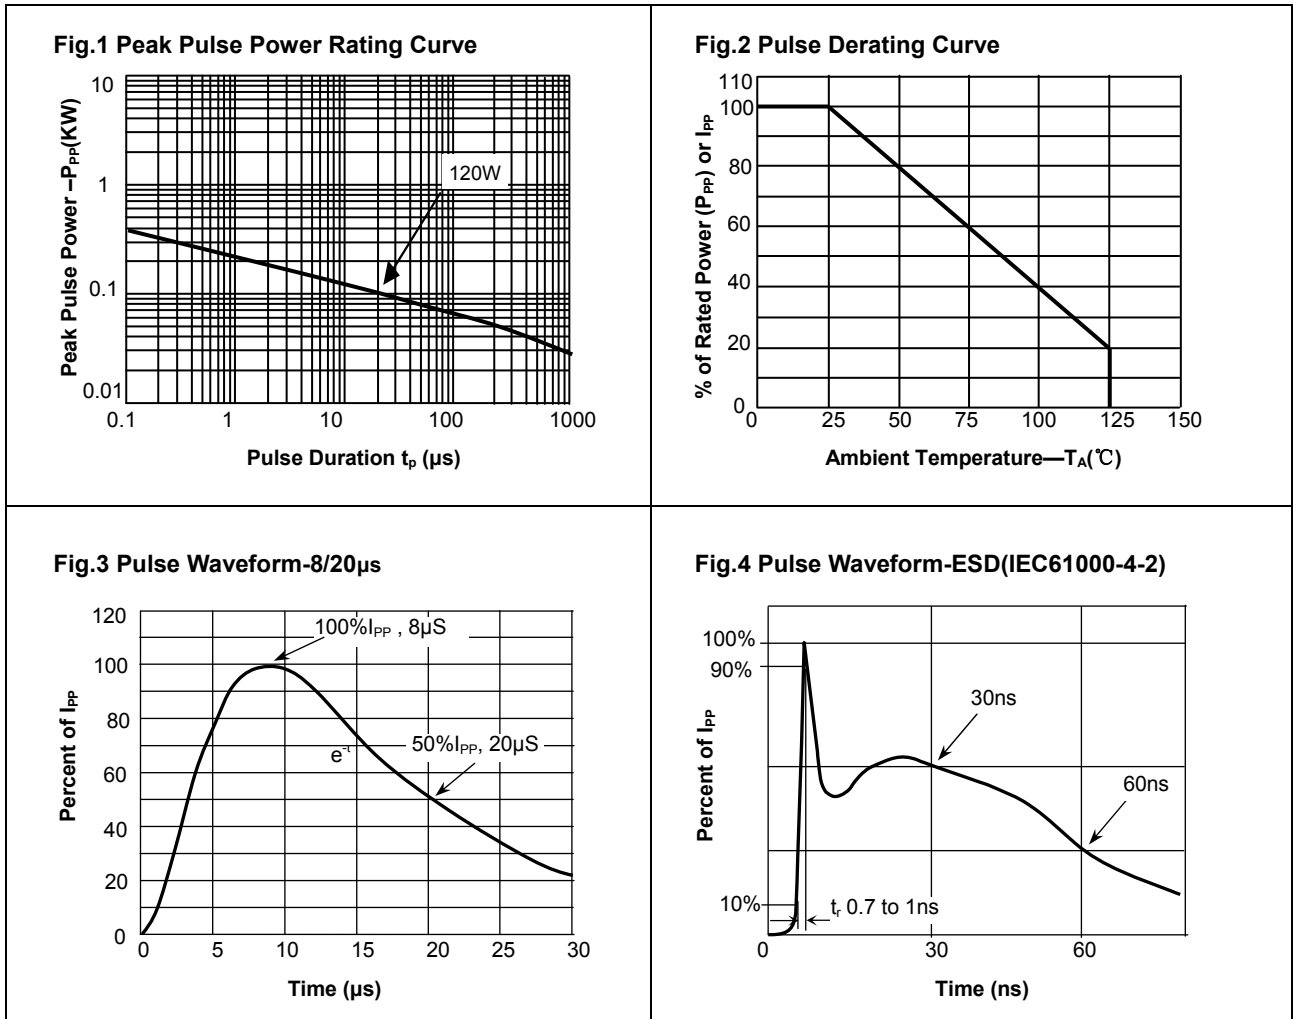 Fig.1 Peak Pulse Power Rating Curve
Peak Pulse Power –PPP(KW)
10
1
0.1
0.01
120W
0.1 1 10 100 1000
Pulse Duration tp (µs)
Fig.2 Pulse Derating Curve
% of Rated Power (PPP) or IPP
110
100
80
60
40
20
0
25 50 75 100 125 150
Ambient Temperature—TA(℃)
Fig.3 Pulse Waveform-8/20µs
Percent of IPP
120
100
80
60
40
20
0
100%IPP , 8µS
e-t
50%IPP, 20µS
0 5 10 15 20 25 30
Time (µs)
Fig.4 Pulse Waveform-ESD(IEC61000-4-2)
Percent of IPP
100%
90%
10%
30ns
60ns
tr 0.7 to 1ns
0 30 60
Time (ns)